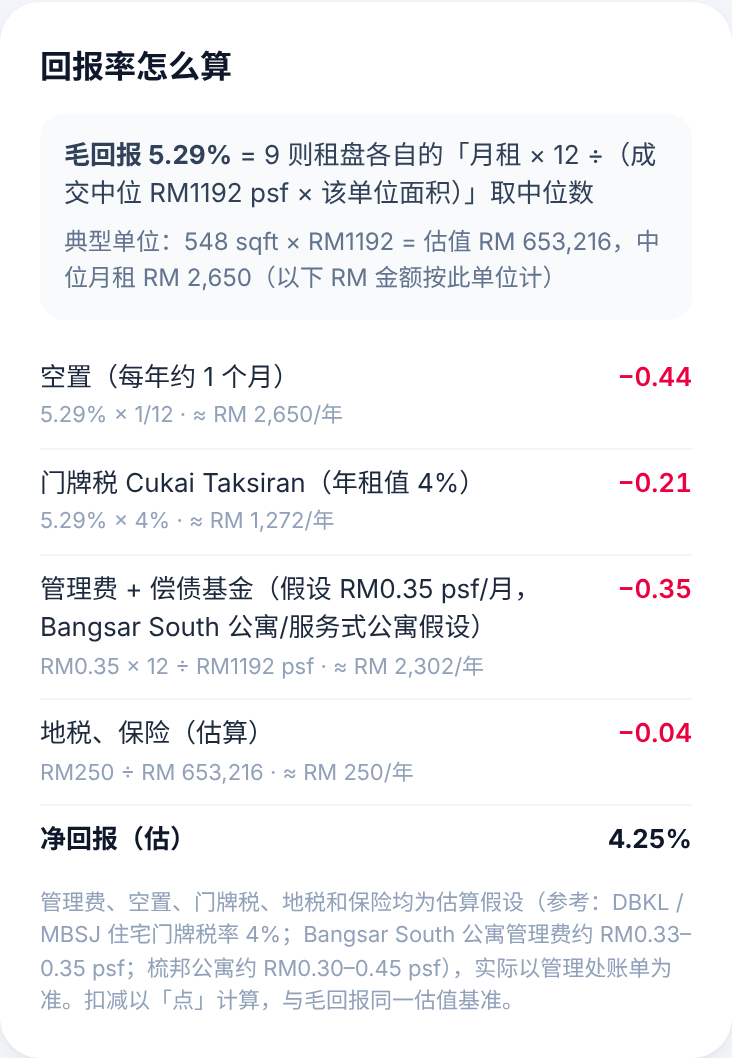 回报率怎么算
毛回报 5.29% = 9 则租盘各自的「月租 × 12 ÷（成
交中位 RM1192 psf × 该单位面积）」取中位数
典型单位：548 sqft × RM1192 = 估值 RM 653,216，中
位月租 RM 2,650（以下 RM 金额按此单位计）
空置（每年约 1 个月） −0.44
5.29% × 1/12 · ≈ RM 2,650/年
门牌税 Cukai Taksiran（年租值 4%） −0.21
5.29% × 4% · ≈ RM 1,272/年
管理费 + 偿债基金（假设 RM0.35 psf/月， −0.35
Bangsar South 公寓/服务式公寓假设）
RM0.35 × 12 ÷ RM1192 psf · ≈ RM 2,302/年
地税、保险（估算） −0.04
RM250 ÷ RM 653,216 · ≈ RM 250/年
净回报（估） 4.25%
管理费、空置、门牌税、地税和保险均为估算假设（参考：DBKL /
MBSJ 住宅门牌税率 4%；Bangsar South 公寓管理费约 RM0.33–
0.35 psf；梳邦公寓约 RM0.30–0.45 psf），实际以管理处账单为
准。扣减以「点」计算，与毛回报同一估值基准。